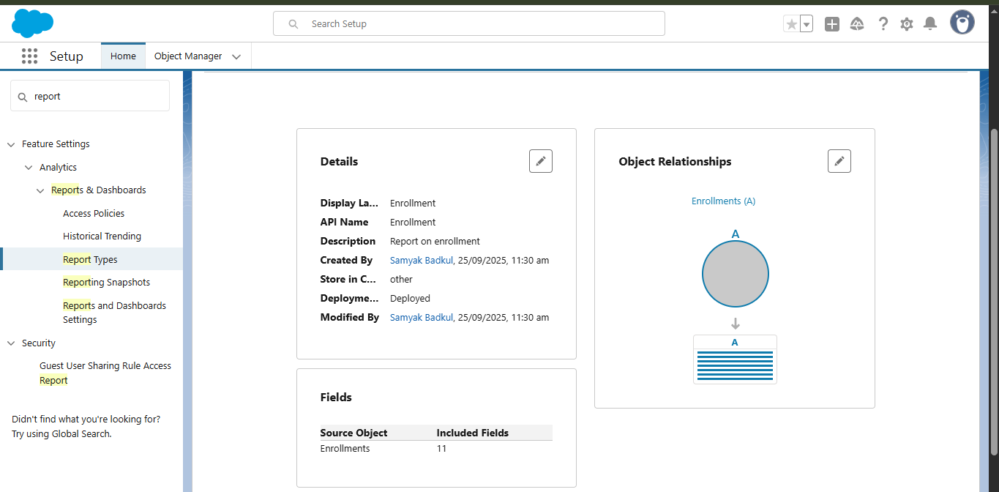 Search Setup
Setup
Home
Object Manager
report
Feature Settings
Analytics
Reports & Dashboards
Access Policies
Historical Trending
Report Types
Reporting Snapshots
Reports and Dashboards
Settings
Security
Guest User Sharing Rule Access
Report
Didn't find what you're looking for?
Try using Global Search.
Details
Display La... Enrollment
API Name Enrollment
Description Report on enrollment
Created By Samyak Badkul, 25/09/2025, 11:30 am
Store in C... other
Deployme... Deployed
Modified By Samyak Badkul, 25/09/2025, 11:30 am
Fields
Source Object Included Fields
Enrollments 11
Object Relationships
Enrollments (A)
A
A